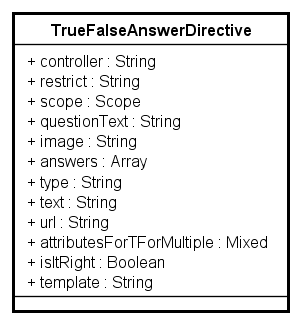 TrueFalseAnswerDirective
+ controller : String
+ restrict : String
+ scope : Scope
+ questionText : String
+ image : String
+ answers : Array
+ type : String
+ text : String
+ url : String
+ attributesForTForMultiple : Mixed
+ isItRight : Boolean
+ template : String